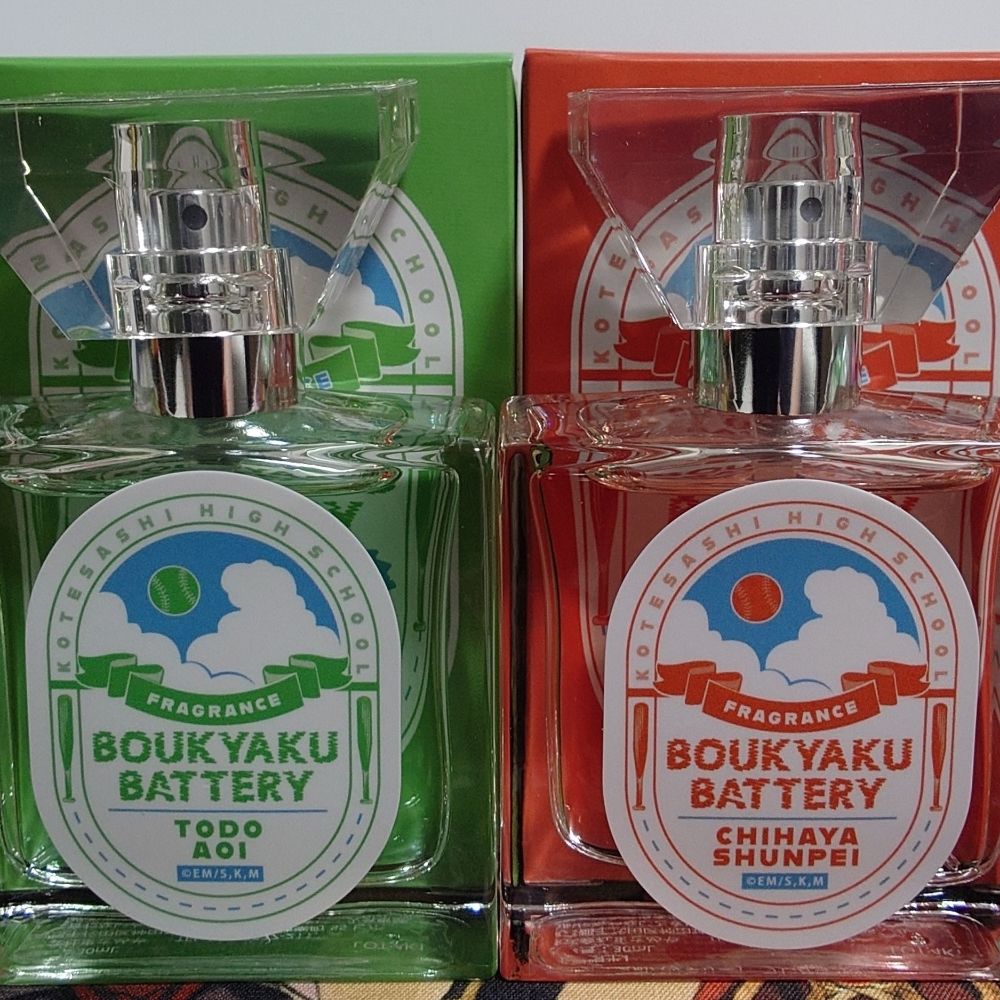 KOTESASHI HIGH SCHOOL
FRAGRANCE
BOUKYAKU
BATTERY
TODO
AOI
©EM/S,K,M
KOTESASHI HIGH SCHOOL
FRAGRANCE
BOUKYAKU
BATTERY
CHIHAYA
SHUNPEI
©EM/S,K,M